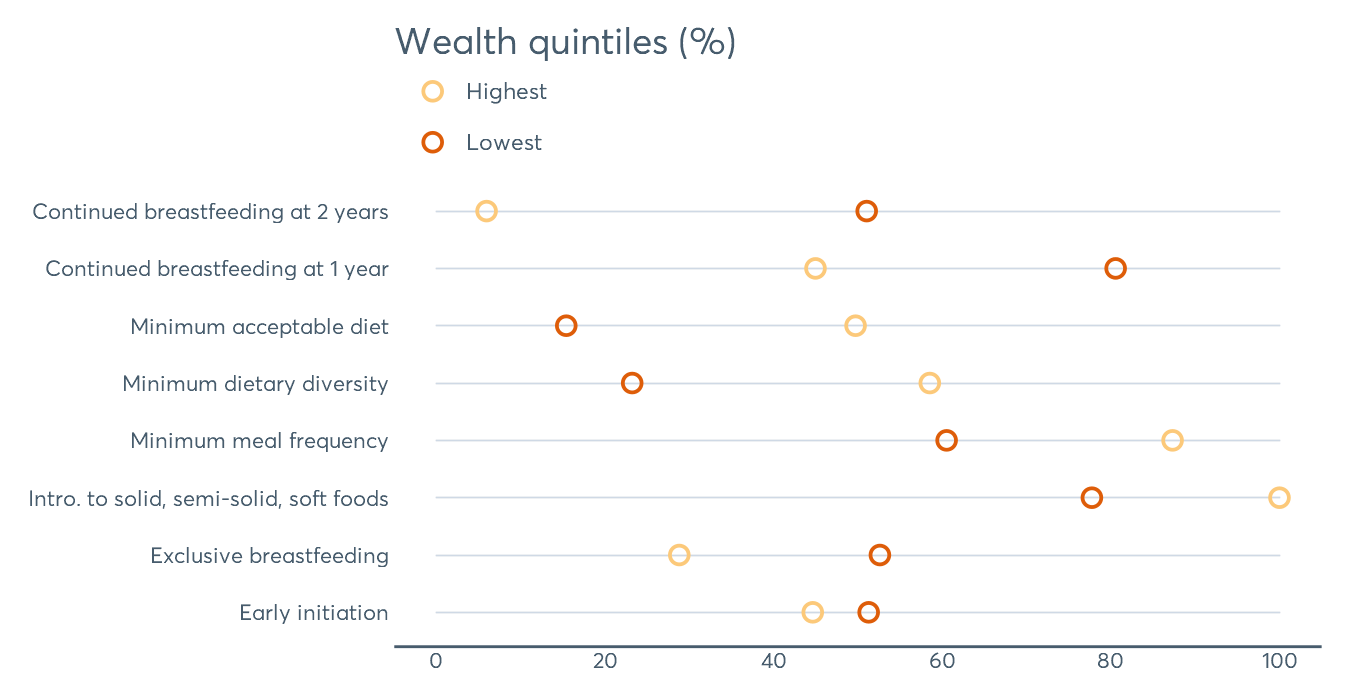 Wealth quintiles (%)
Highest
Lowest
Continued breastfeeding at 2 years
Continued breastfeeding at 1 year
Minimum acceptable diet
Minimum dietary diversity
Minimum meal frequency
Intro. to solid, semi-solid, soft foods
Exclusive breastfeeding
Early initiation
0 20 40 60 80 100